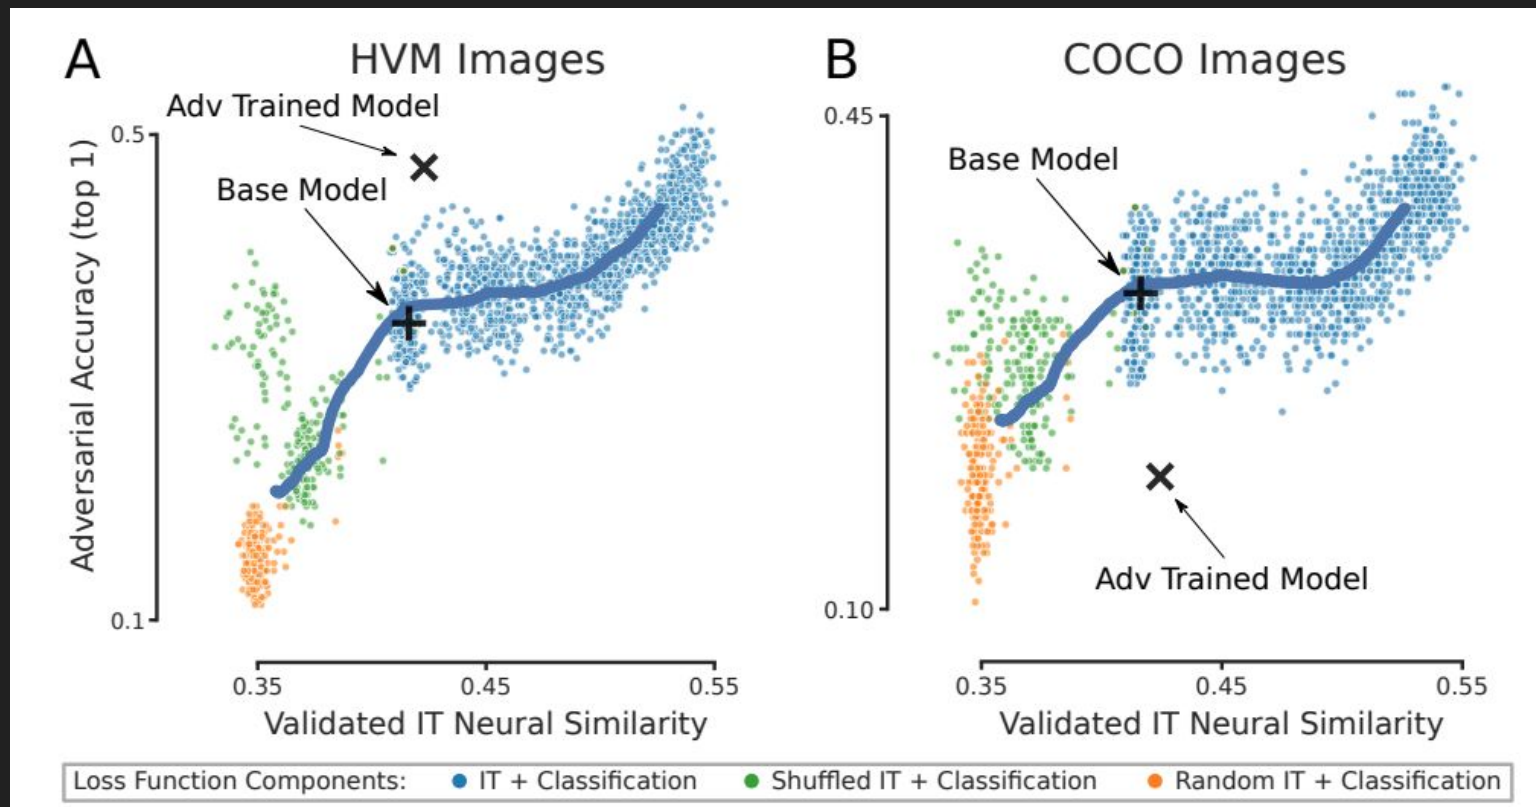 A
HVM Images
Adv Trained Model
0.5
Base Model
Adversarial Accuracy (top 1)
0.1
0.35
0.45
0.55
Validated IT Neural Similarity
B
COCO Images
0.45
Base Model
Adv Trained Model
0.10
0.35
0.45
0.55
Validated IT Neural Similarity
Loss Function Components: IT + Classification Shuffled IT + Classification Random IT + Classification